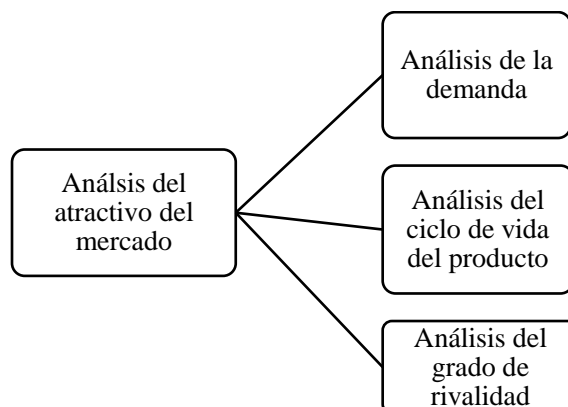 Análisis de la
demanda
Análsis del
atractivo del
mercado
Análisis del
ciclo de vida
del producto
Análisis del
grado de
rivalidad